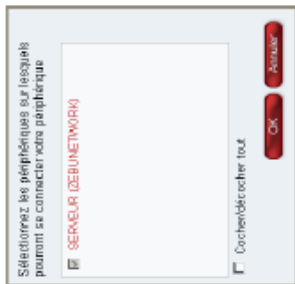 Sélectionnez les périphériques sur lesquels
pourront se connecter votre périphérique
SERVEUR (ZEBUNETWORK)
Cocher/décocher tout
OK
Annuler